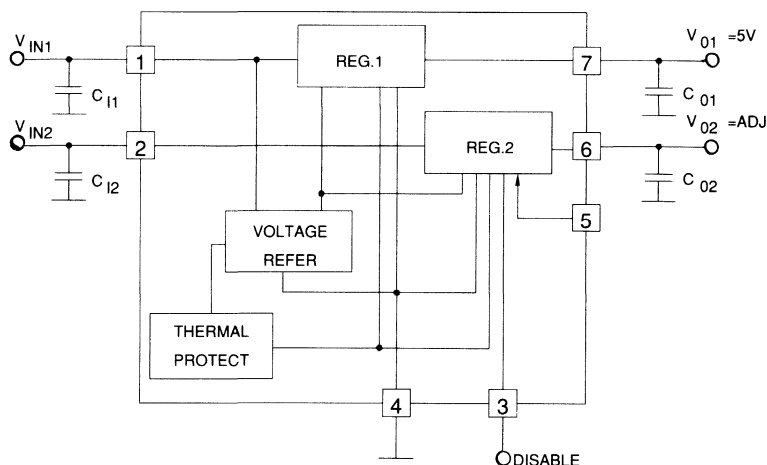 V IN1
1
REG.1
7
V 01 =5V
C I1
C 01
V IN2
2
REG.2
6
V 02 =ADJ
C I2
C 02
5
VOLTAGE
REFER
THERMAL
PROTECT
4
3
DISABLE